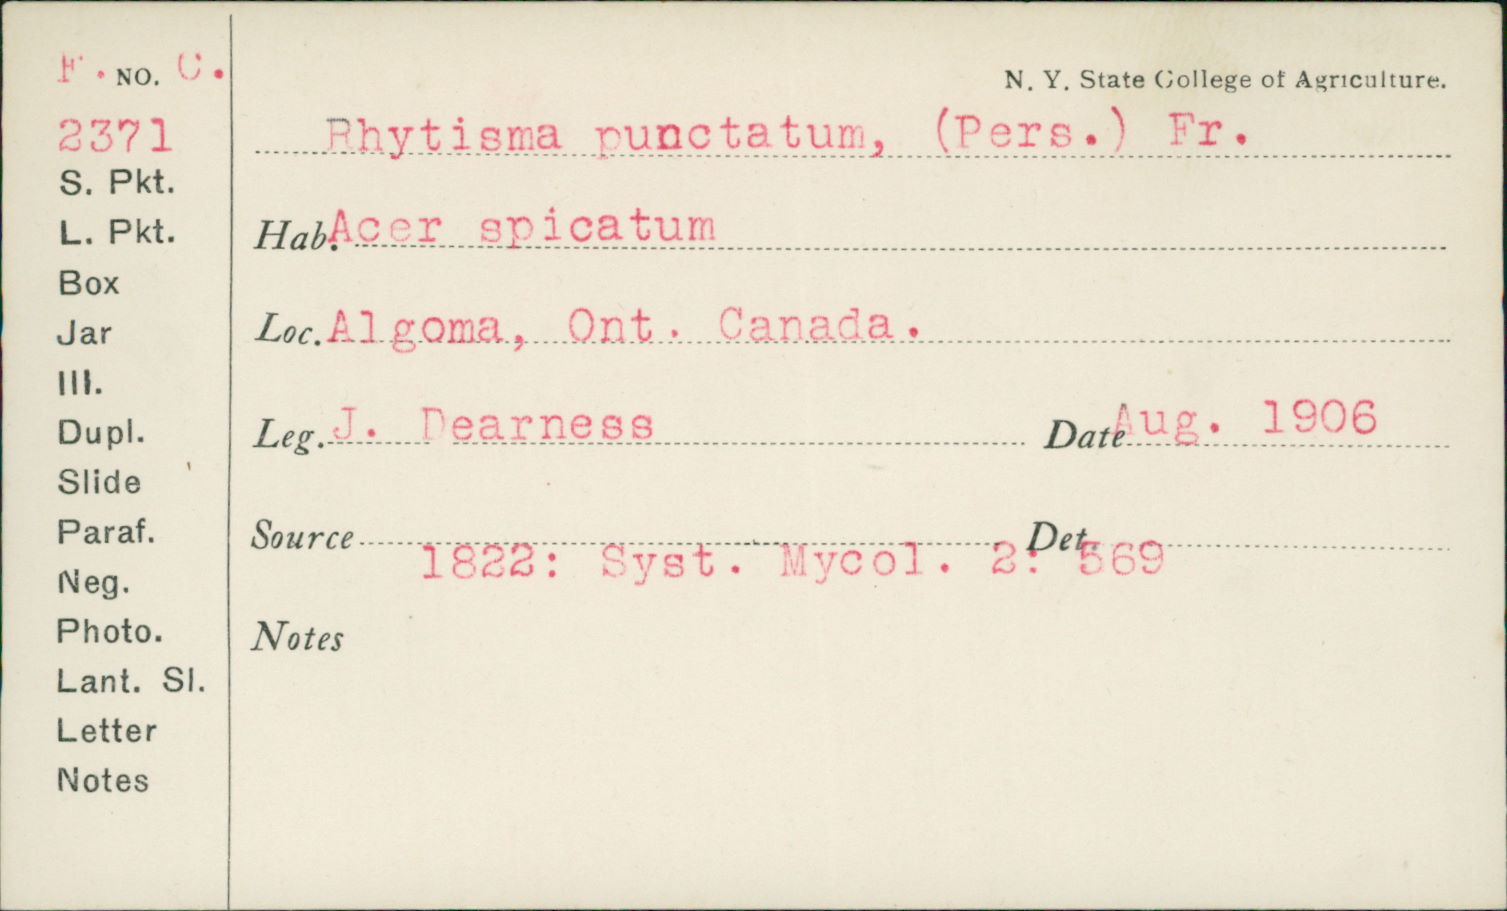 F. NO. C.
2371
S. Pkt.
L. Pkt.
Box
Jar
Ill.
Dupl.
Slide
Paraf.
Neg.
Photo.
Lant. Sl.
Letter
Notes
N. Y. State College of Agriculture.
Rhytisma punctatum, (Pers.) Fr.
Hab. Acer spicatum
Loc. Algoma, Ont. Canada.
Leg. J. Dearness Date Aug. 1906
Source Det.
1822: Syst. Mycol. 2: 569
Notes